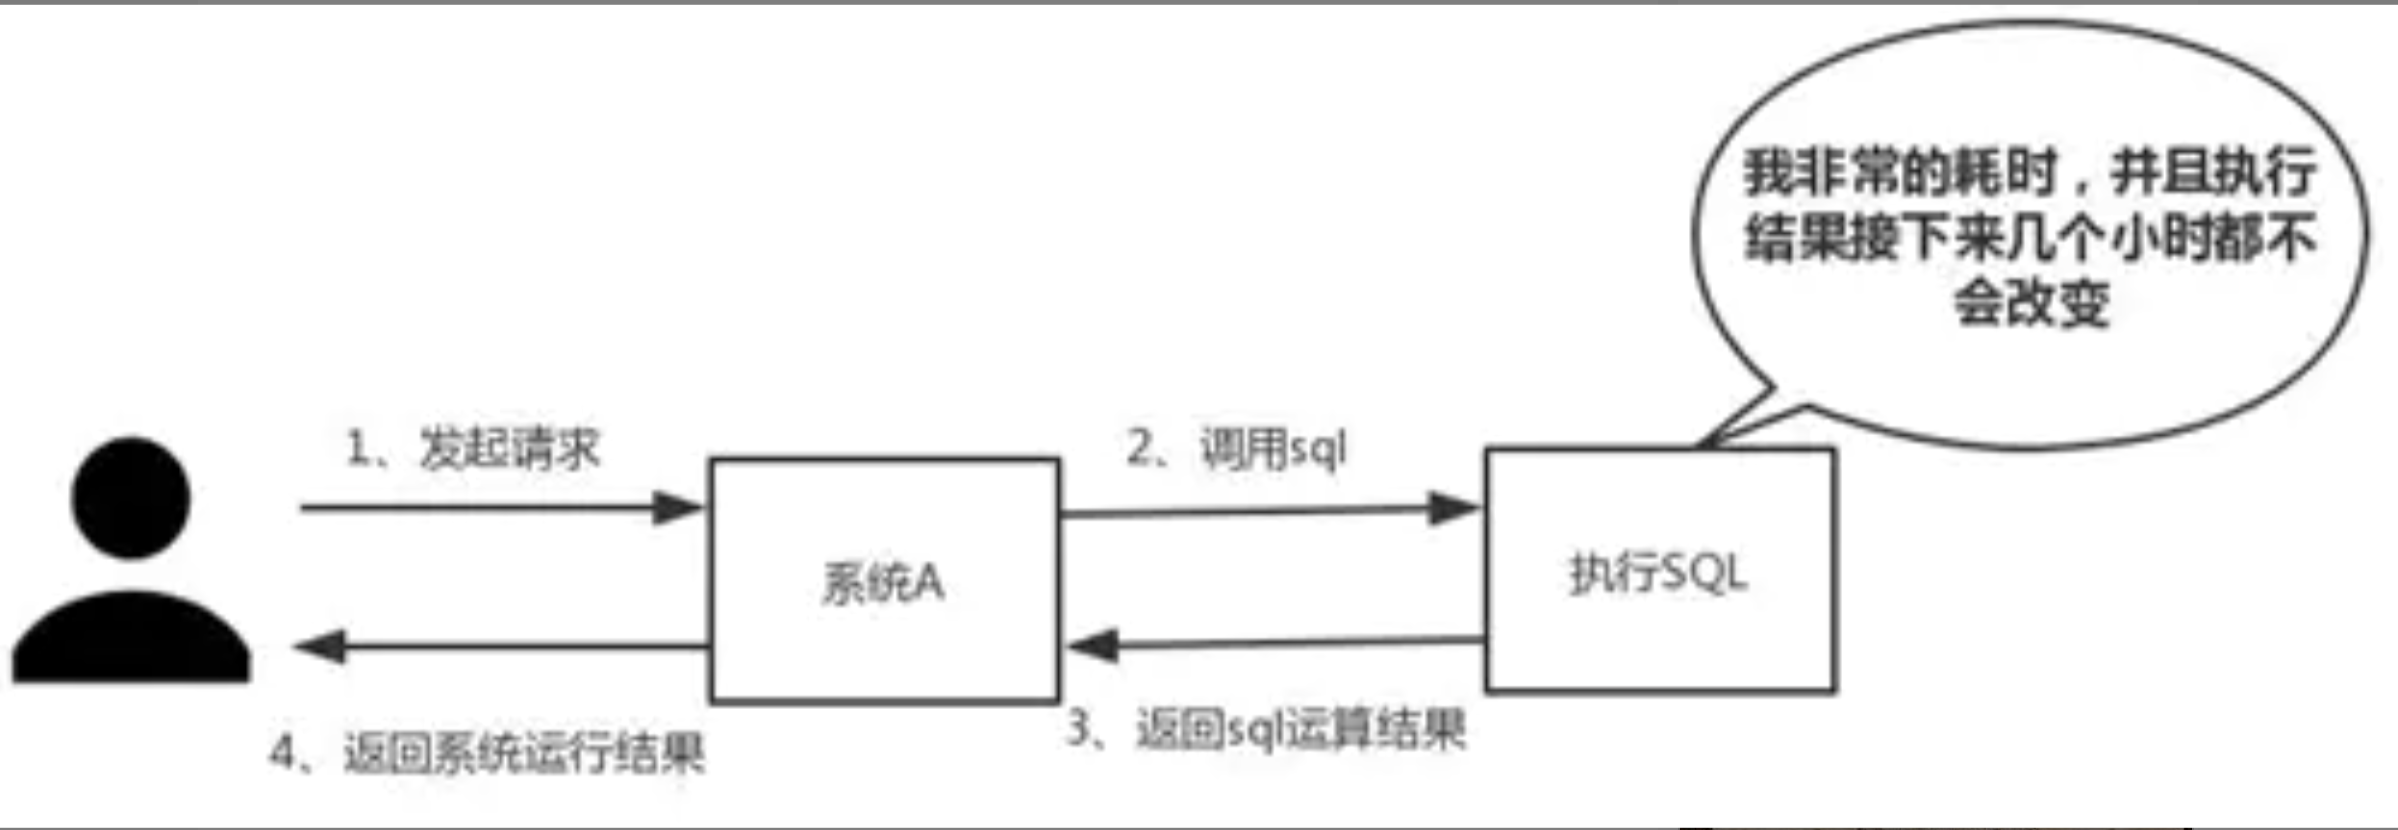 我非常的耗时，并且执行
结果接下来几个小时都不
会改变
1、发起请求
2、调用sql
系统A
执行SQL
3、返回sql运算结果
4、返回系统运行结果